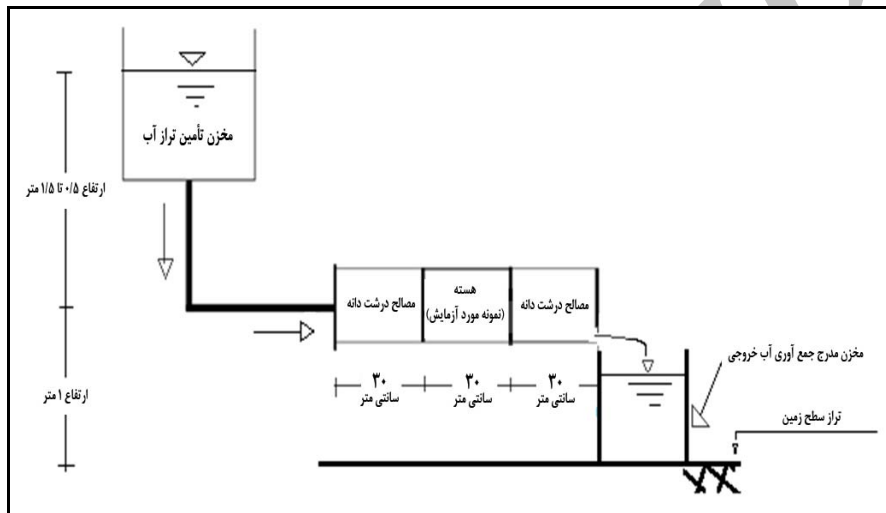 مخزن تأمین تراز آب
ارتفاع ۰/۵ تا ۱/۵ متر
مصالح درشت دانه
هسته
(نمونه مورد آزمایش)
مصالح درشت دانه
مخزن مدرج جمع آوری آب خروجی
۳۰
سانتی متر
۳۰
سانتی متر
۳۰
سانتی متر
ارتفاع ۱ متر
تراز سطح زمین